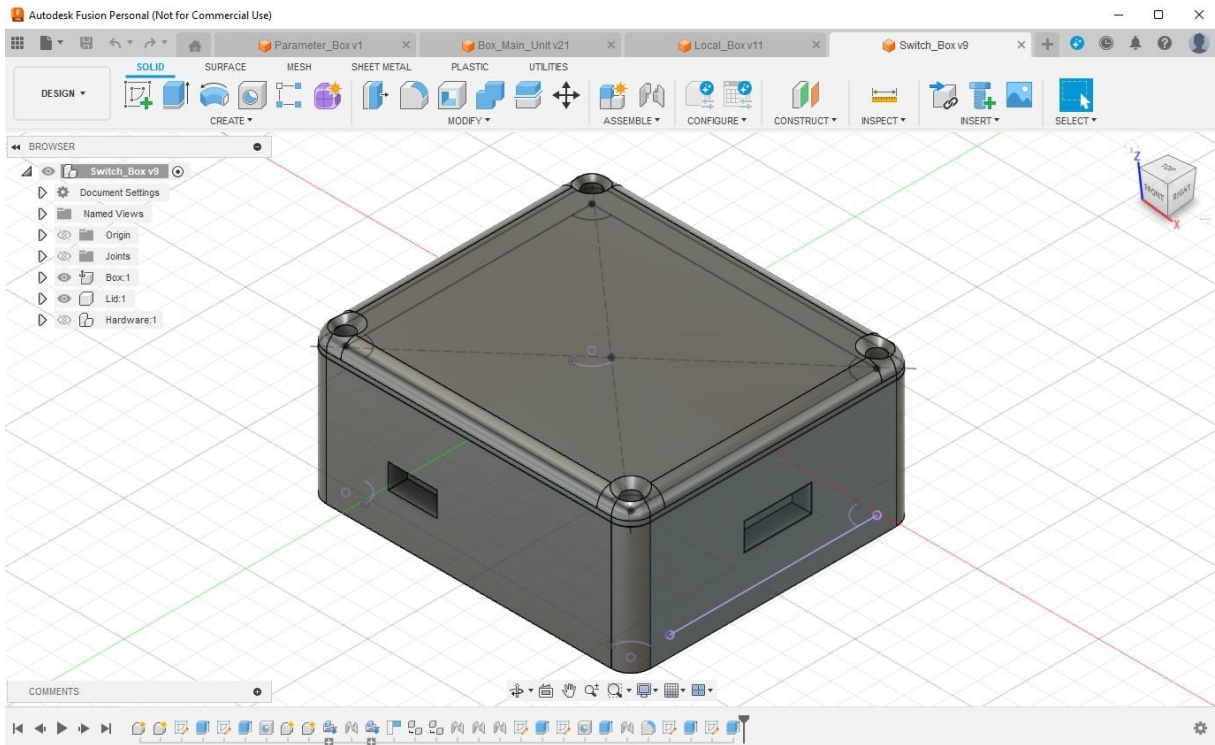 Autodesk Fusion Personal (Not for Commercial Use)
Parameter_Box v1
Box_Main_Unit v21
Local_Box v11
Switch_Box v9
SOLID
SURFACE
MESH
SHEET METAL
PLASTIC
UTILITIES
DESIGN
CREATE
MODIFY
ASSEMBLE
CONFIGURE
CONSTRUCT
INSPECT
INSERT
SELECT
BROWSER
Switch_Box v9
Document Settings
Named Views
Origin
Joints
Box:1
Lid:1
Hardware:1
Z
TOP
FRONT
RIGHT
X
COMMENTS